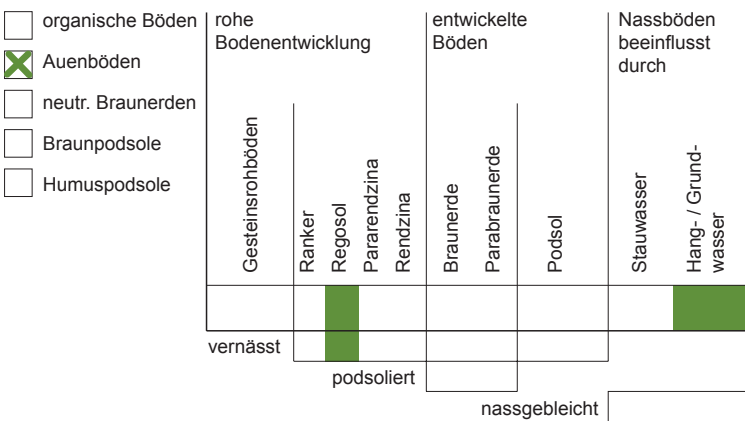 organische Böden
Auenböden
neutr. Braunerden
Braunpodsole
Humuspodsole
rohe
Bodenentwicklung
entwickelte
Böden
Nassböden
beeinflusst
durch
Gesteinsrohböden
Ranker
Regosol
Pararendzina
Rendzina
Braunerde
Parabraunerde
Podsol
Stauwasser
Hang- / Grund-
wasser
vernässt
podsoliert
nassgebleicht